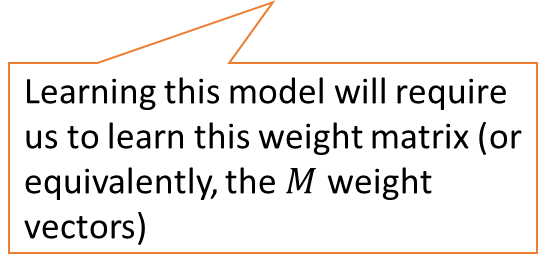 Learning this model will require
us to learn this weight matrix (or
equivalently, the M weight
vectors)